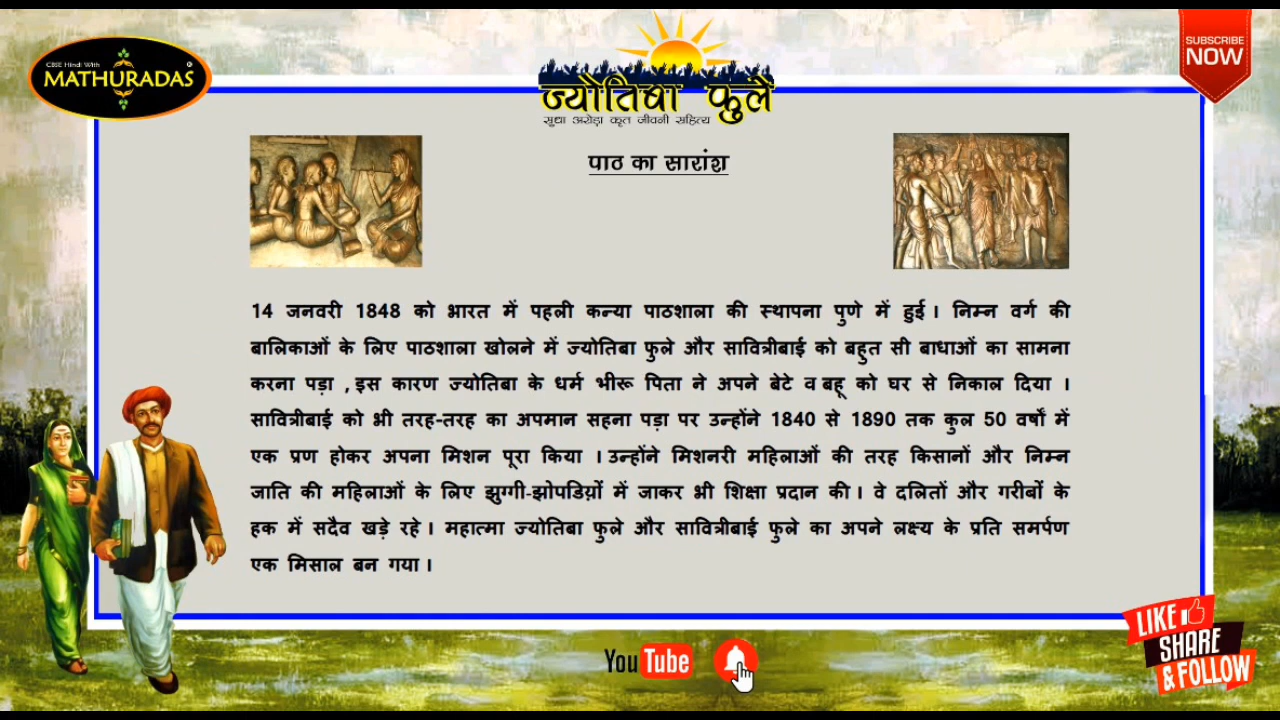 CBSE Hindi With
MATHURADAS
SUBSCRIBE
NOW
ज्योतिबा फुले
सुधा अरोड़ा कृत जीवनी सहित्य
पाठ का सारांश
14 जनवरी 1848 को भारत में पहली कन्या पाठशाला की स्थापना पुणे में हुई । निम्न वर्ग की
बालिकाओं के लिए पाठशाला खोलने में ज्योतिबा फुले और सावित्रीबाई को बहुत सी बाधाओं का सामना
करना पड़ा , इस कारण ज्योतिबा के धर्म भीरू पिता ने अपने बेटे व बहू को घर से निकाल दिया ।
सावित्रीबाई को भी तरह-तरह का अपमान सहना पड़ा पर उन्होंने 1840 से 1890 तक कुल 50 वर्षों में
एक प्रण होकर अपना मिशन पूरा किया । उन्होंने मिशनरी महिलाओं की तरह किसानों और निम्न
जाति की महिलाओं के लिए झुग्गी-झोपडि़यों में जाकर भी शिक्षा प्रदान की । वे दलितों और गरीबों के
हक में सदैव खड़े रहे । महात्मा ज्योतिबा फुले और सावित्रीबाई फुले का अपने लक्ष्य के प्रति समर्पण
एक मिसाल बन गया ।
YouTube
LIKE
SHARE
& FOLLOW